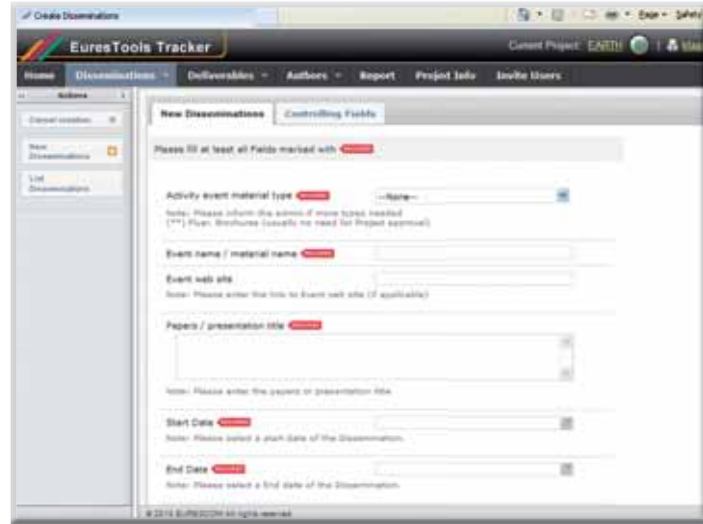 Create Disseminations
Page Safety
EuresTools Tracker
Current Project: EARTH
Home Disseminations Deliverables Authors Report Projet Info Invite Users
Actions
Cancel creation
New Disseminations
List Disseminations
New Disseminations Controlling Fields
Please fill at least all Fields marked with
Activity event material type --None--
Note: Please inform the admin if more types needed
(**) Flyer, Brochures (usually no need for Project approval)
Event name / material name
Event web site
Note: Please enter the link to Event web site (if applicable)
Papers / presentation title
Note: Please enter the papers or presentation title
Start Date
Note: Please select a start date of the Dissemination.
End Date
Note: Please select a End date of the Dissemination.
© 2010 EURESCOM All rights reserved